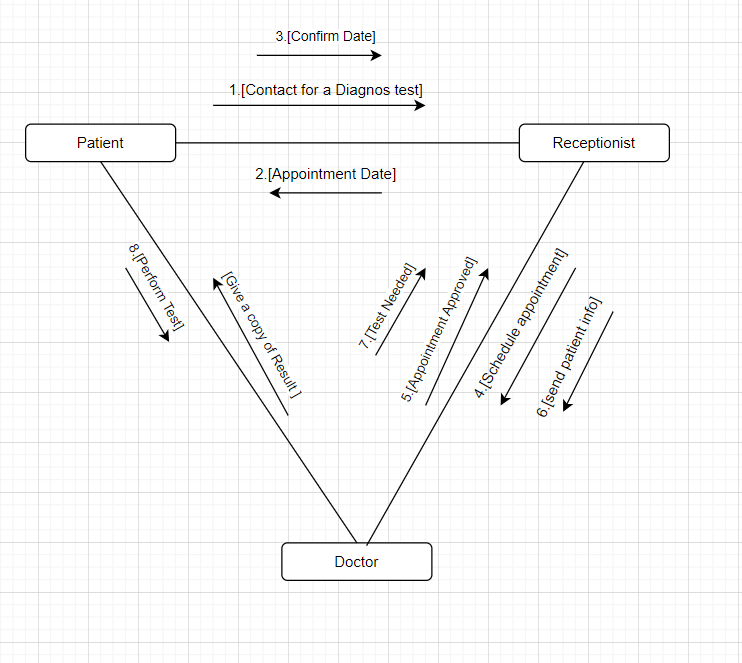 3.[Confirm Date]
1.[Contact for a Diagnos test]
Patient
Receptionist
2.[Appointment Date]
8.[Perform Test]
[Give a copy of Result ]
7.[Test Needed]
5.[Appointment Approved]
4.[Schedule appointment]
6.[send patient info]
Doctor